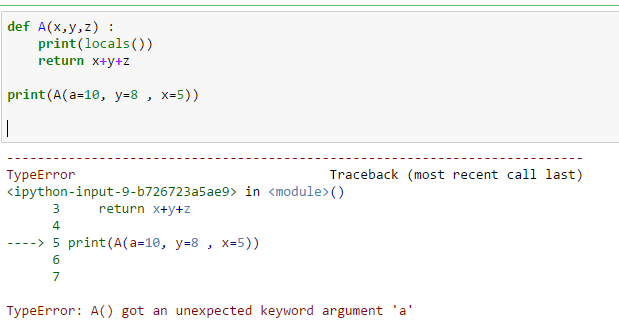 def A(x,y,z) :
    print(locals())
    return x+y+z
print(A(a=10, y=8 , x=5))
---------------------------------------------------------------------------
TypeError                                 Traceback (most recent call last)
<ipython-input-9-b726723a5ae9> in <module>()
      3     return x+y+z
      4
----> 5 print(A(a=10, y=8 , x=5))
      6
      7
TypeError: A() got an unexpected keyword argument 'a'